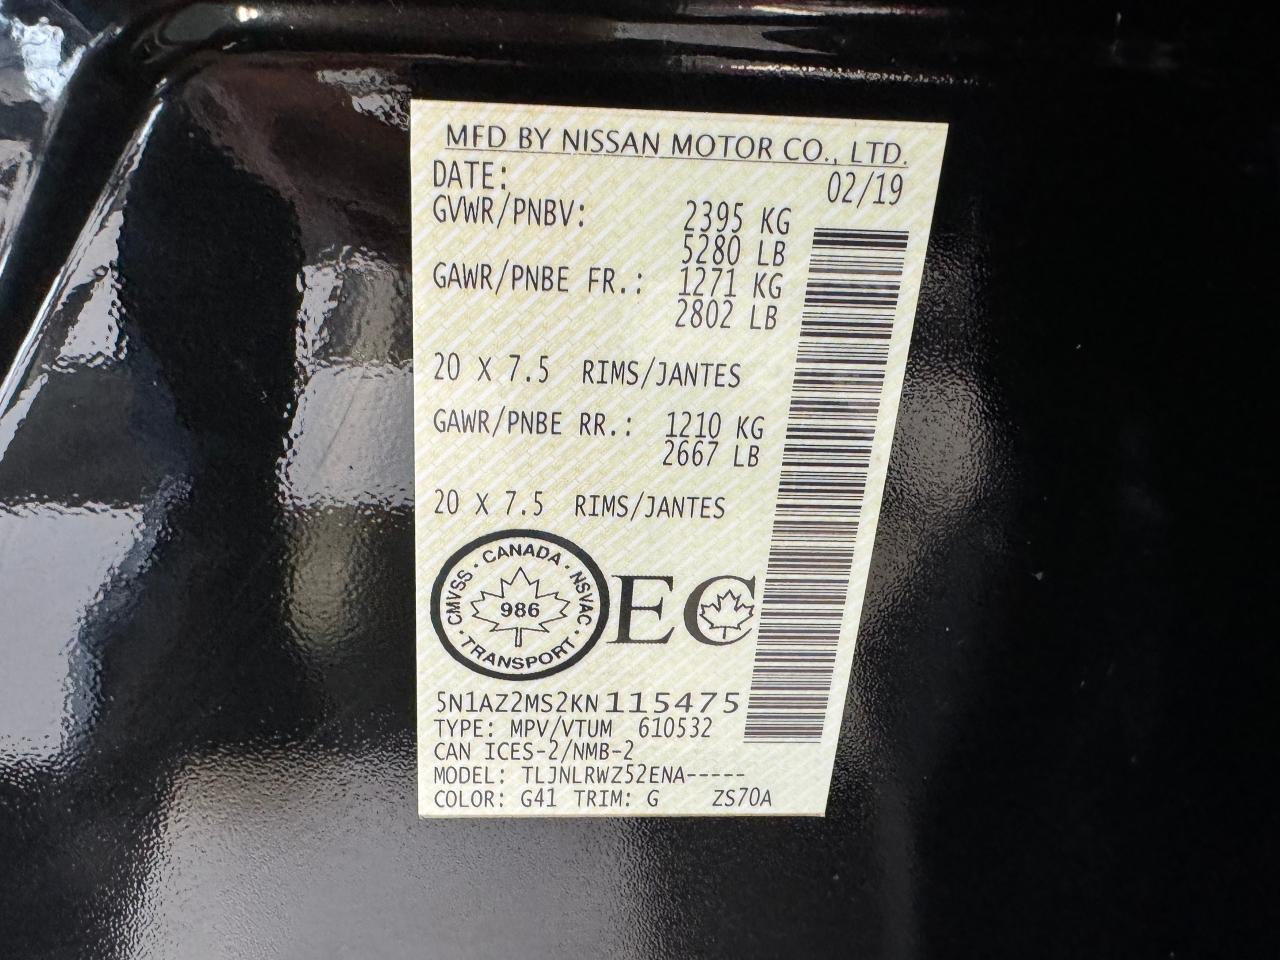 MFD BY NISSAN MOTOR CO., LTD.
DATE: 02/19
GVWR/PNBV: 2395 KG
5280 LB
GAWR/PNBE FR.: 1271 KG
2802 LB
20 X 7.5 RIMS/JANTES
GAWR/PNBE RR.: 1210 KG
2667 LB
20 X 7.5 RIMS/JANTES
CMVSS · CANADA · NSVAC · TRANSPORT ·
986
EC
5N1AZ2MS2KN115475
TYPE: MPV/VTUM 610532
CAN ICES-2/NMB-2
MODEL: TLJNLRWZ52ENA-----
COLOR: G41 TRIM: G ZS70A